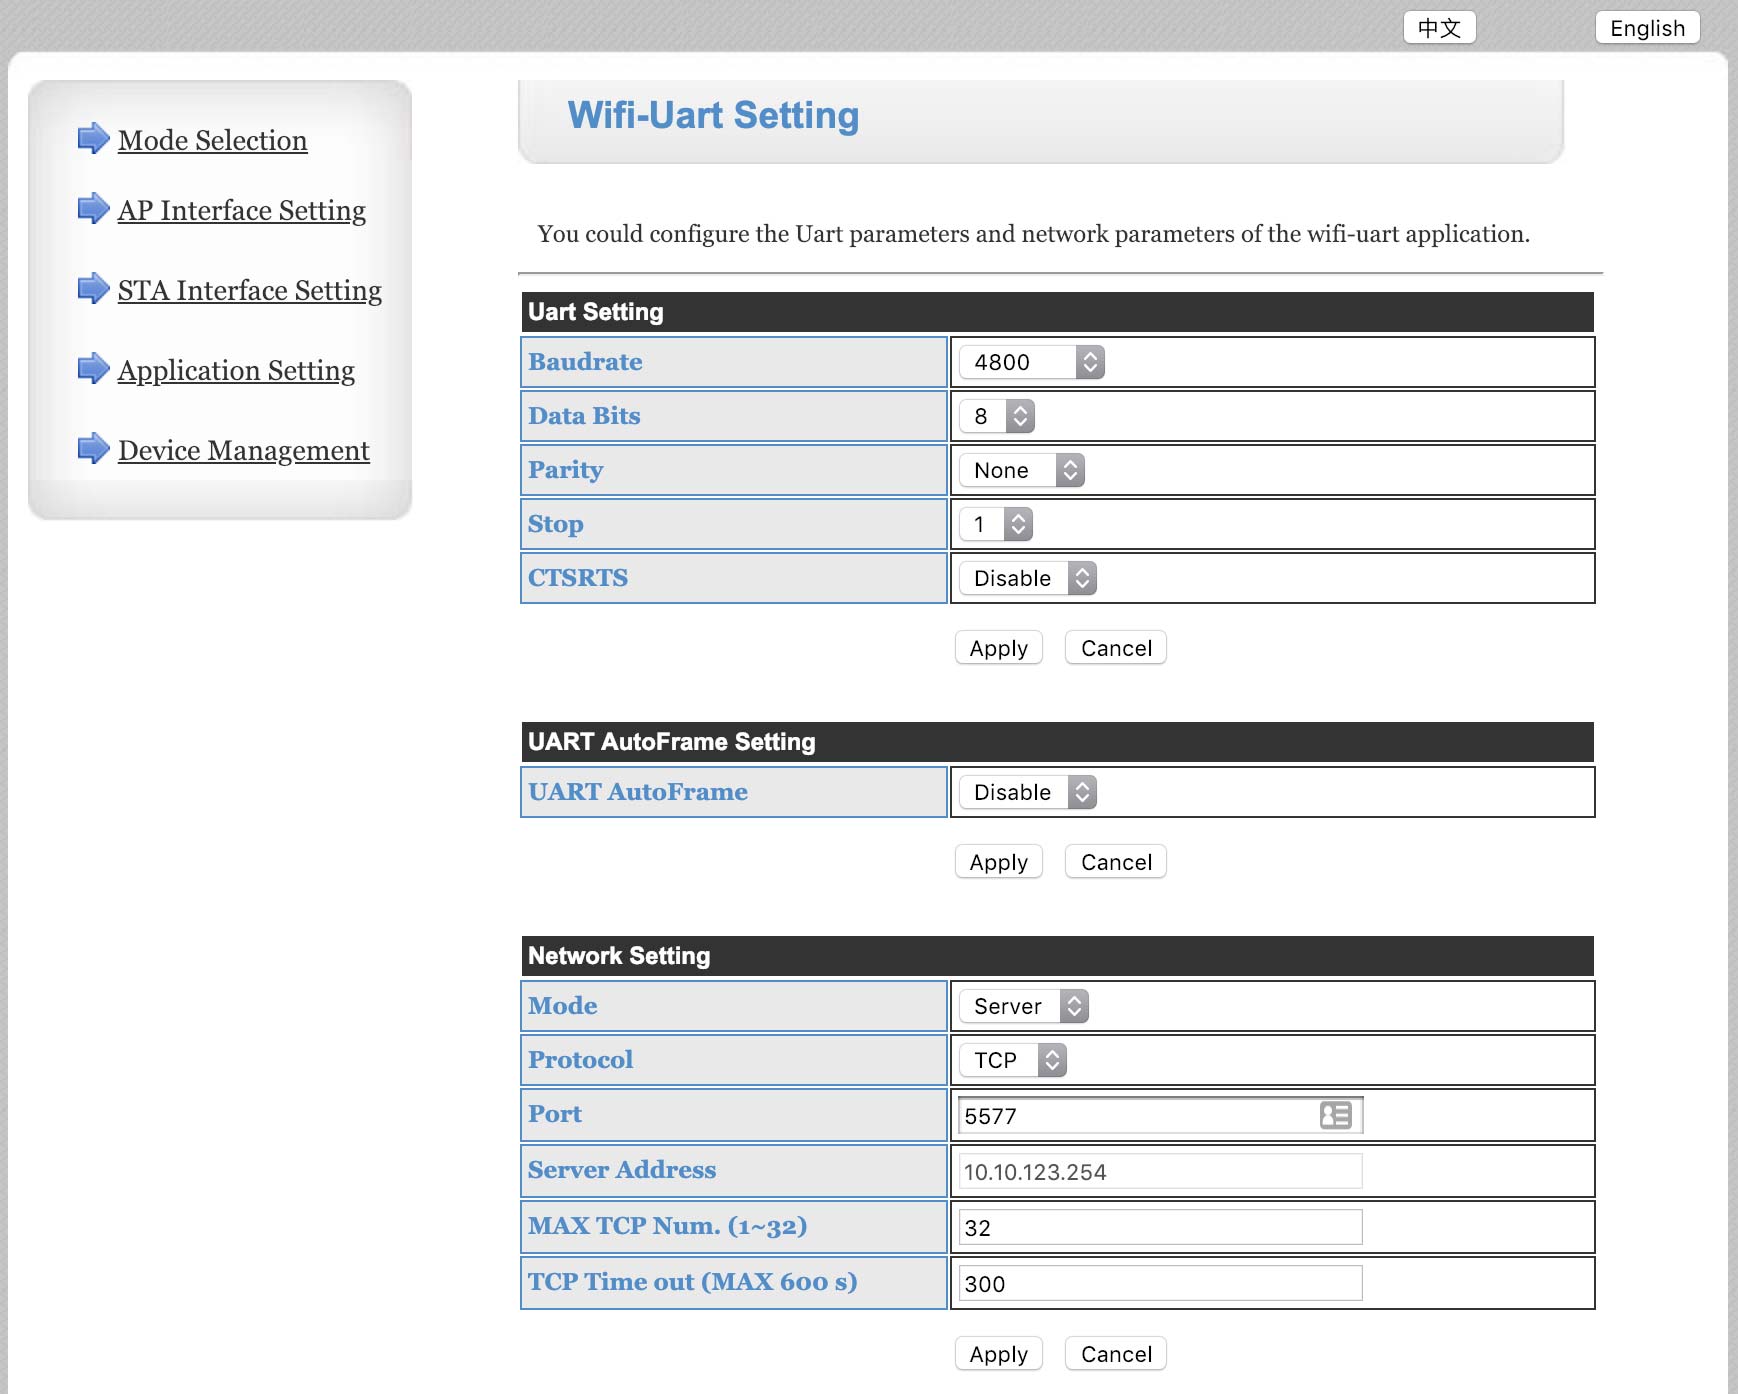 中文 English
Mode Selection
AP Interface Setting
STA Interface Setting
Application Setting
Device Management
Wifi-Uart Setting
You could configure the Uart parameters and network parameters of the wifi-uart application.
Uart Setting
Baudrate 4800
Data Bits 8
Parity None
Stop 1
CTSRTS Disable
Apply Cancel
UART AutoFrame Setting
UART AutoFrame Disable
Apply Cancel
Network Setting
Mode Server
Protocol TCP
Port 5577
Server Address 10.10.123.254
MAX TCP Num. (1~32) 32
TCP Time out (MAX 600 s) 300
Apply Cancel